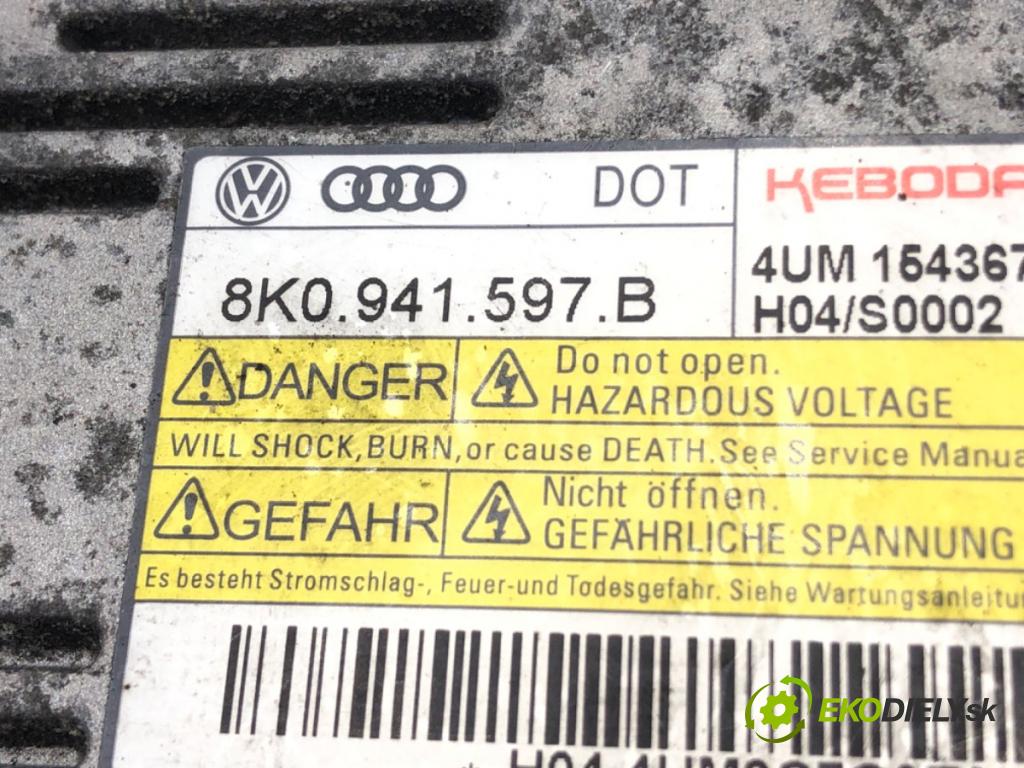 DOT
KEBODA
8K0.941.597.B
4UM 154367
H04/S0002
DANGER
Do not open.
HAZARDOUS VOLTAGE
WILL SHOCK, BURN, or cause DEATH. See Service Manua
GEFAHR
Nicht öffnen.
GEFÄHRLICHE SPANNUNG
Es besteht Stromschlag-, Feuer-und Todesgefahr. Siehe Wartungsanleitu
EKODIELY.sk